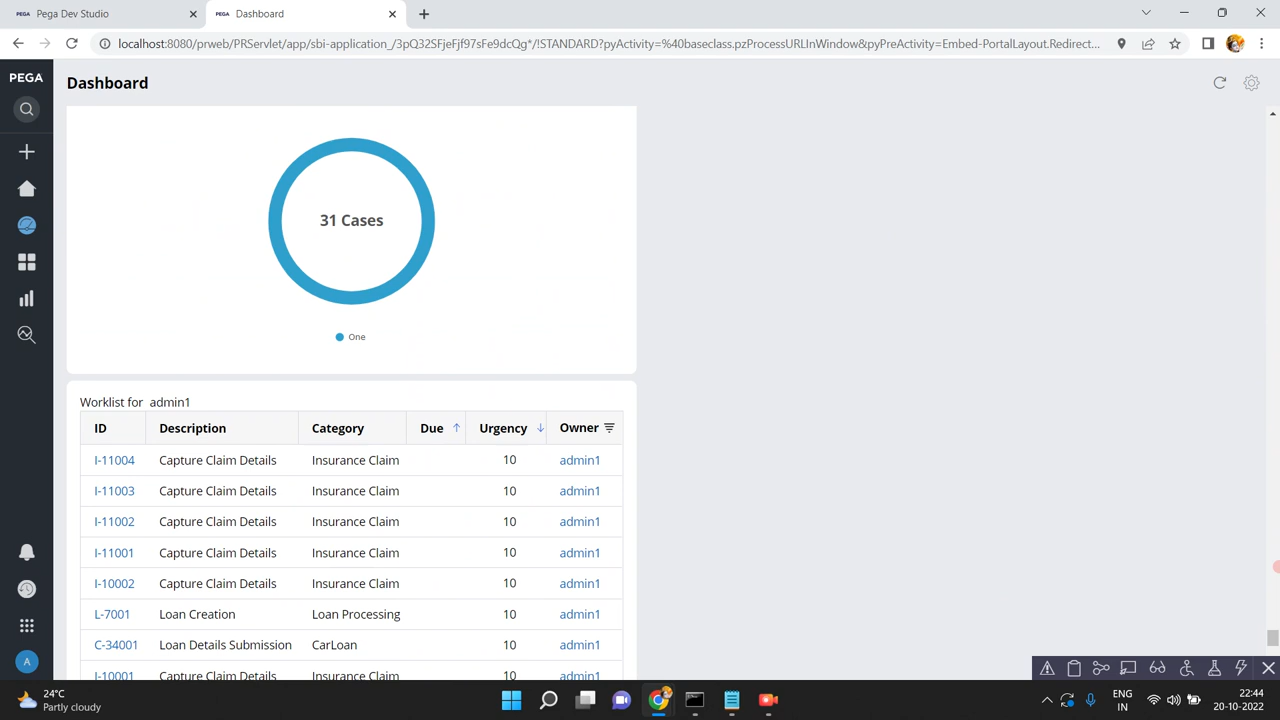 PEGA Pega Dev Studio
PEGA Dashboard
localhost:8080/prweb/PRServlet/app/sbi-application_/3pQ32SFjeFjf973Fe9dcQg*/!STANDARD?pyActivity=%40baseclass.pzProcessURLInWindow&pyPreActivity=Embed-PortalLayout.Redirect...
PEGA
Dashboard
31 Cases
One
Worklist for admin1
ID Description Category Due Urgency Owner
I-11004 Capture Claim Details Insurance Claim 10 admin1
I-11003 Capture Claim Details Insurance Claim 10 admin1
I-11002 Capture Claim Details Insurance Claim 10 admin1
I-11001 Capture Claim Details Insurance Claim 10 admin1
I-10002 Capture Claim Details Insurance Claim 10 admin1
L-7001 Loan Creation Loan Processing 10 admin1
C-34001 Loan Details Submission CarLoan 10 admin1
I-10001 Capture Claim Details Insurance Claim 10 admin1
A
24°C
Partly cloudy
ENG
IN
22:44
20-10-2022